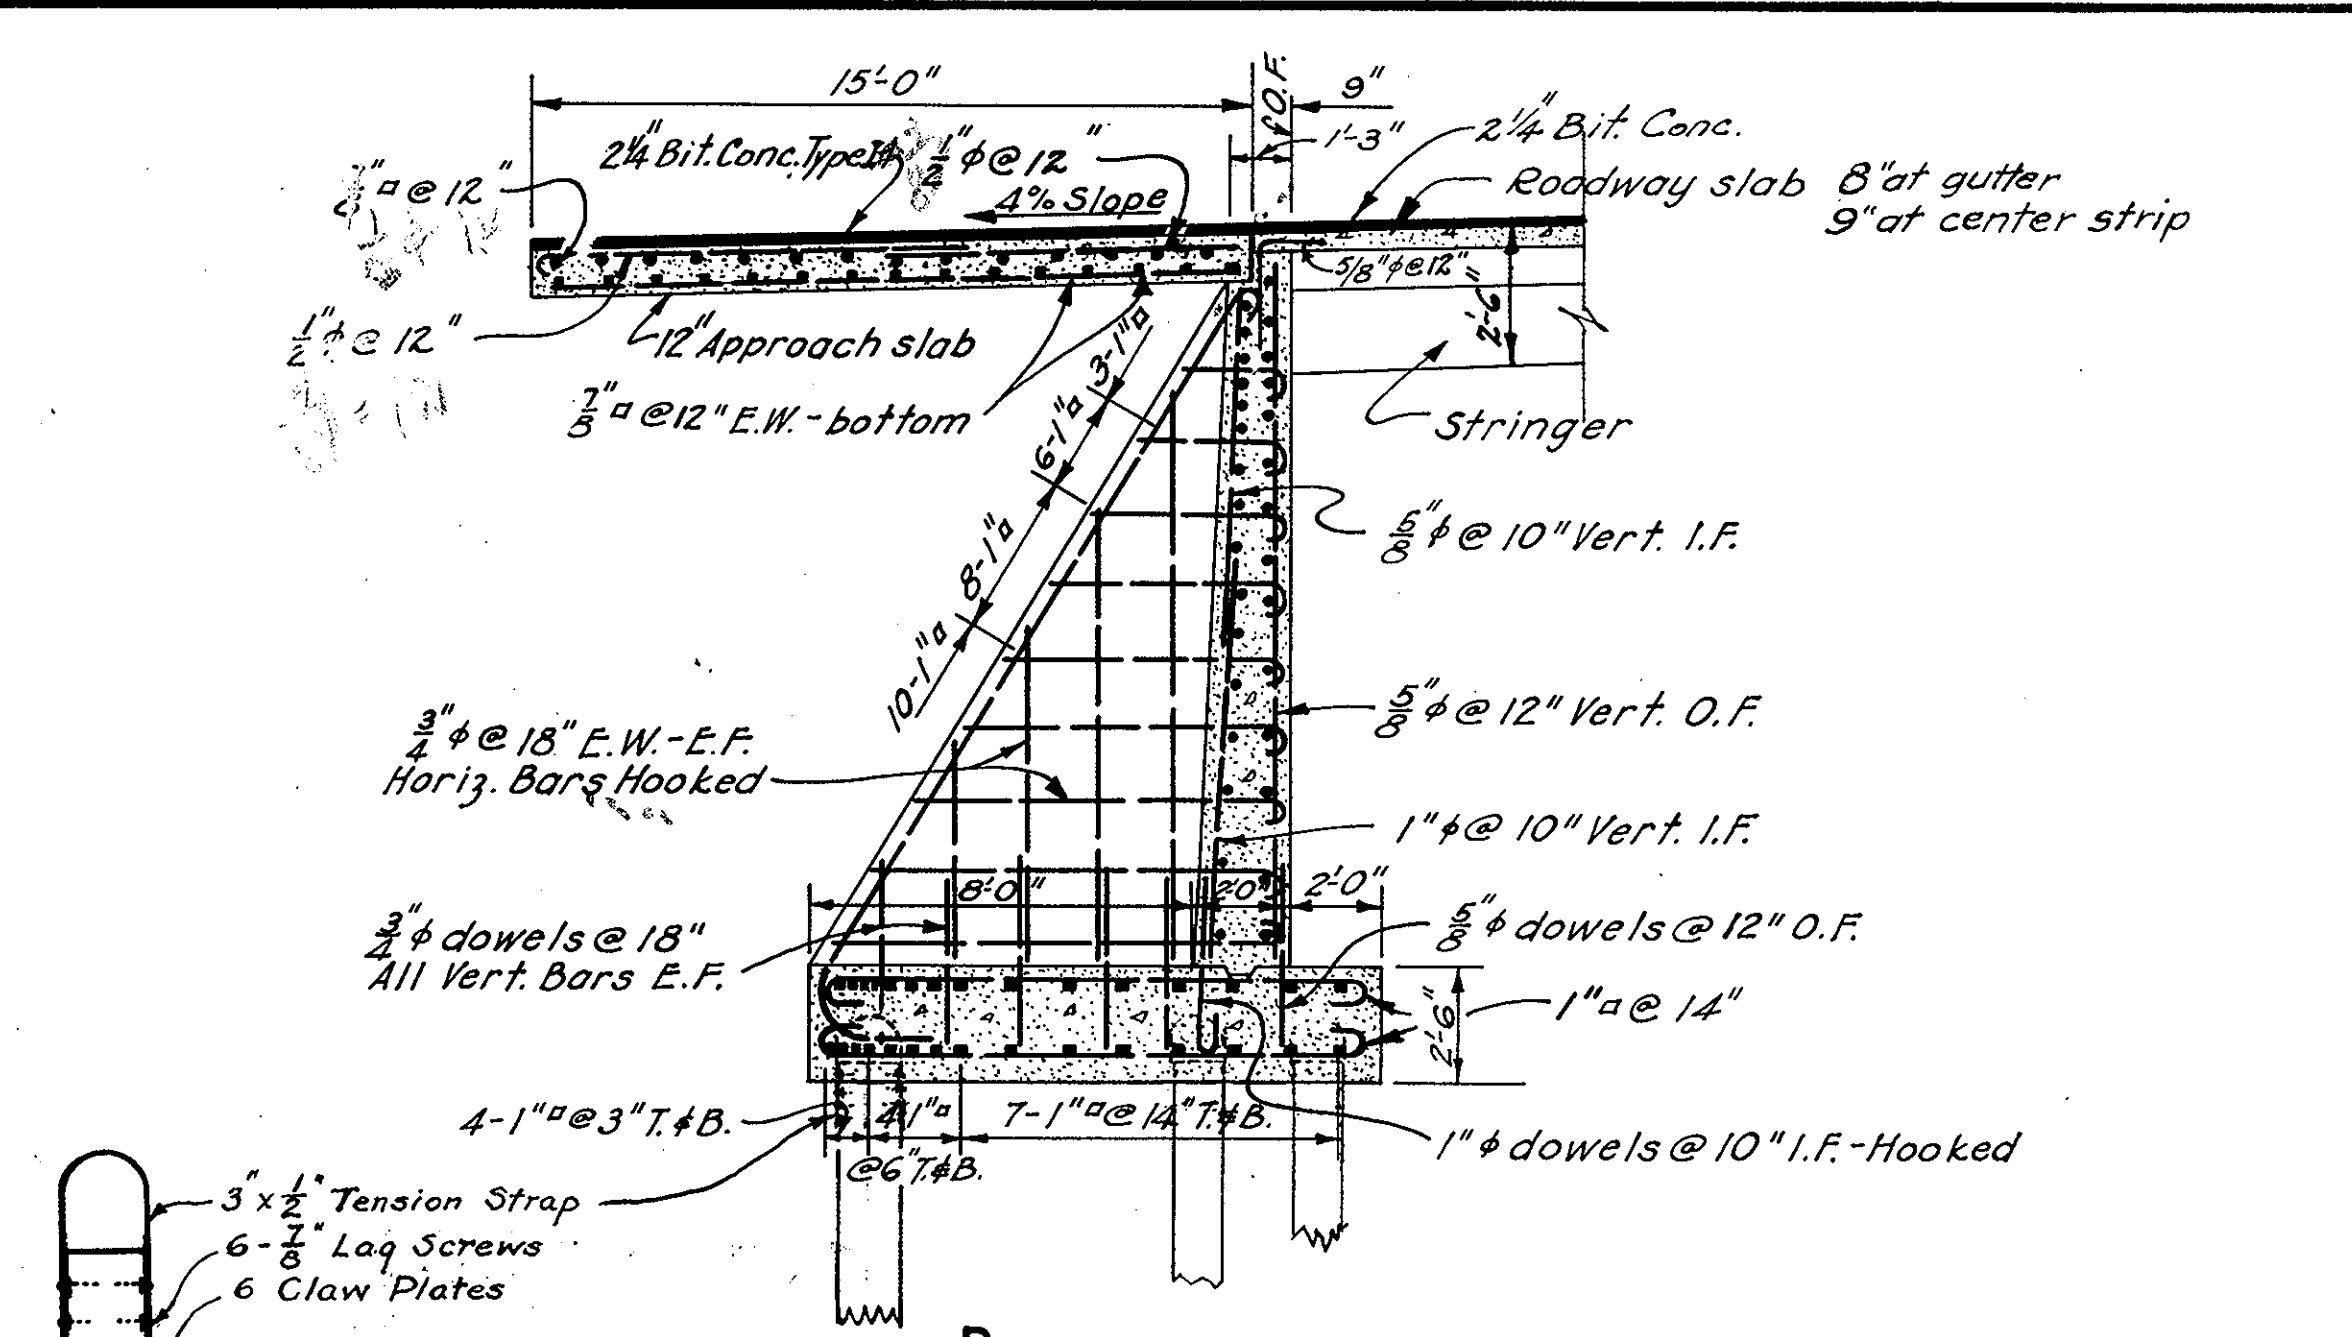 15'-0"
₵ O.F.
9"
1'-3"
2¼" Bit. Conc. Type II
½" ϕ @ 12"
2¼" Bit. Conc.
" ⌑ @ 12"
4% Slope
Roadway slab 8" at gutter
9" at center strip
5/8" ϕ @ 12"
2'-6"
½" ϕ @ 12"
12" Approach slab
3-1" ⌑
⅞" ⌑ @ 12" E.W.-bottom
6-1" ⌑
Stringer
8-1" ⌑
⅝" ϕ @ 10" Vert. I.F.
10-1" ⌑
⅝" ϕ @ 12" Vert. O.F.
¾" ϕ @ 18" E.W.-E.F.
Horiz. Bars Hooked
1" ϕ @ 10" Vert. I.F.
8'-0"
2'-0"
2'-0"
¾" ϕ dowels @ 18"
All Vert. Bars E.F.
⅝" ϕ dowels @ 12" O.F.
1" ⌑ @ 14"
2'-6"
4-1" ⌑ @ 3" T. & B.
4-1" ⌑
@ 6" T. & B.
7-1" ⌑ @ 14" T. & B.
1" ϕ dowels @ 10" I.F.-Hooked
3" x ½" Tension Strap
6-⅞" Lag Screws
6 Claw Plates